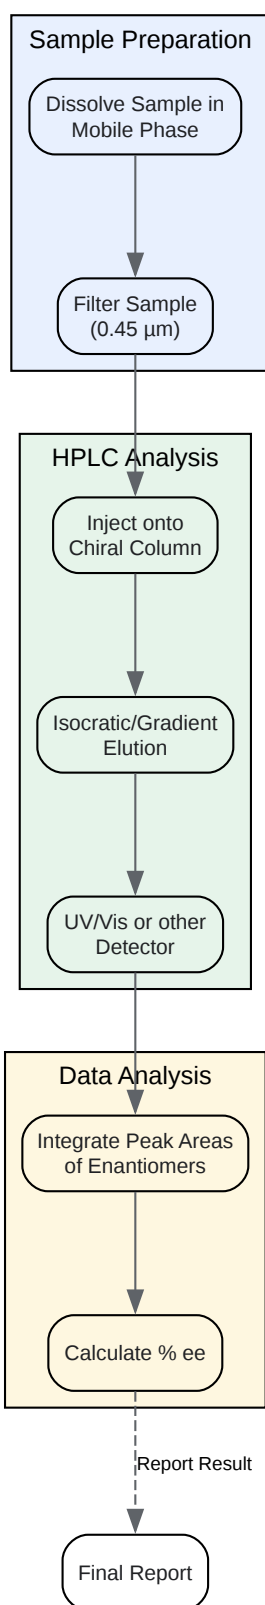 Sample Preparation
Dissolve Sample in
Mobile Phase
Filter Sample
(0.45 µm)
HPLC Analysis
Inject onto
Chiral Column
Isocratic/Gradient
Elution
UV/Vis or other
Detector
Data Analysis
Integrate Peak Areas
of Enantiomers
Calculate % ee
Report Result
Final Report